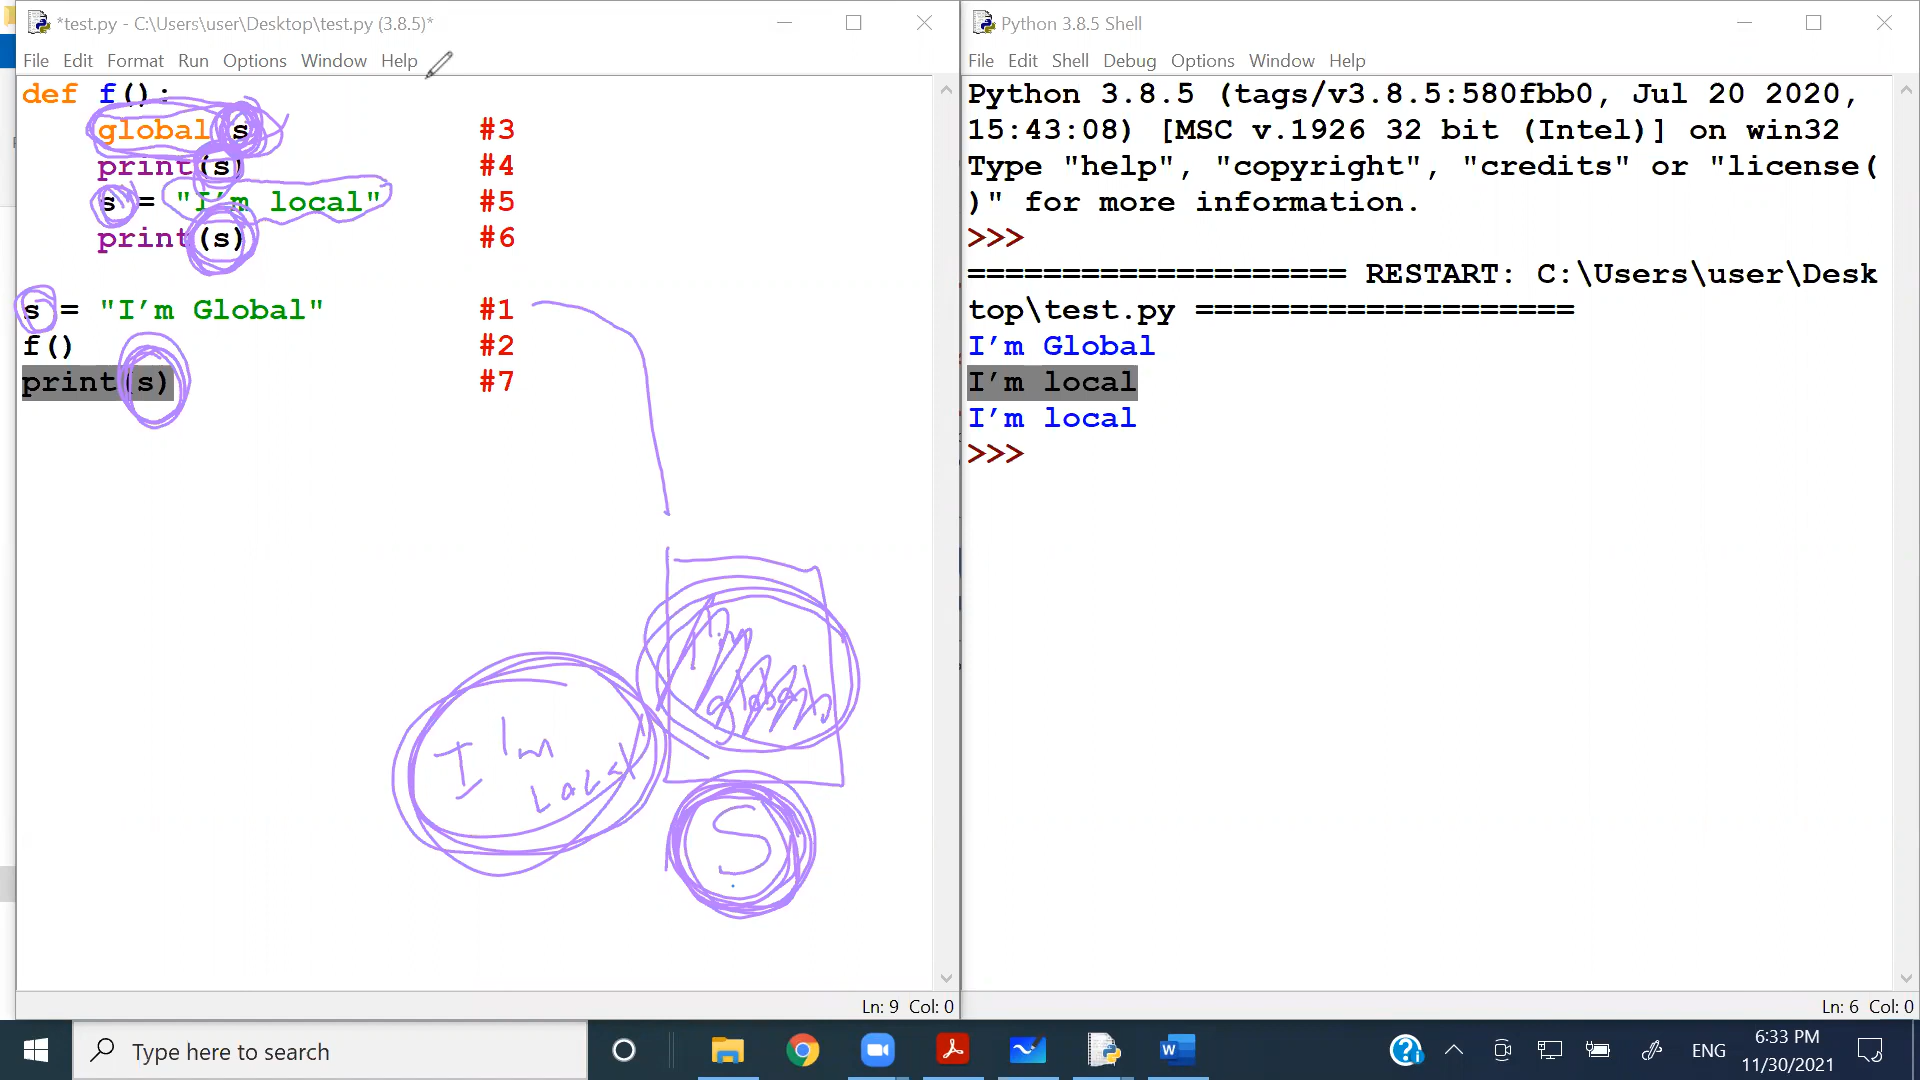 *test.py - C:\Users\user\Desktop\test.py (3.8.5)*
File Edit Format Run Options Window Help
def f():
global s #3
print(s) #4
s = "I'm local" #5
print(s) #6
s = "I'm Global" #1
f() #2
print(s) #7
I'm
global
I I'm
Local
S
Ln: 9 Col: 0
Python 3.8.5 Shell
File Edit Shell Debug Options Window Help
Python 3.8.5 (tags/v3.8.5:580fbb0, Jul 20 2020,
15:43:08) [MSC v.1926 32 bit (Intel)] on win32
Type "help", "copyright", "credits" or "license(
)" for more information.
>>>
==================== RESTART: C:\Users\user\Desk
top\test.py ====================
I'm Global
I'm local
I'm local
>>>
Ln: 6 Col: 0
Type here to search
ENG
6:33 PM
11/30/2021